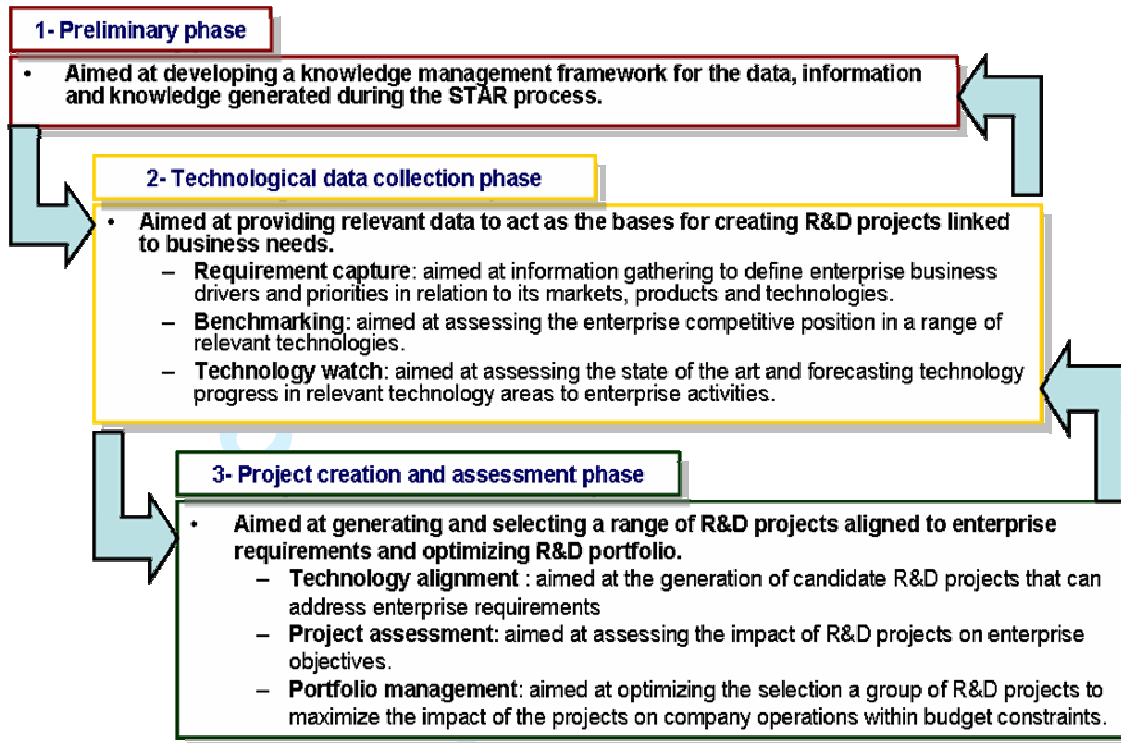 1- Preliminary phase
• Aimed at developing a knowledge management framework for the data, information
and knowledge generated during the STAR process.
2- Technological data collection phase
• Aimed at providing relevant data to act as the bases for creating R&D projects linked
to business needs.
– Requirement capture: aimed at information gathering to define enterprise business
drivers and priorities in relation to its markets, products and technologies.
– Benchmarking: aimed at assessing the enterprise competitive position in a range of
relevant technologies.
– Technology watch: aimed at assessing the state of the art and forecasting technology
progress in relevant technology areas to enterprise activities.
3- Project creation and assessment phase
• Aimed at generating and selecting a range of R&D projects aligned to enterprise
requirements and optimizing R&D portfolio.
– Technology alignment : aimed at the generation of candidate R&D projects that can
address enterprise requirements
– Project assessment: aimed at assessing the impact of R&D projects on enterprise
objectives.
– Portfolio management: aimed at optimizing the selection a group of R&D projects to
maximize the impact of the projects on company operations within budget constraints.